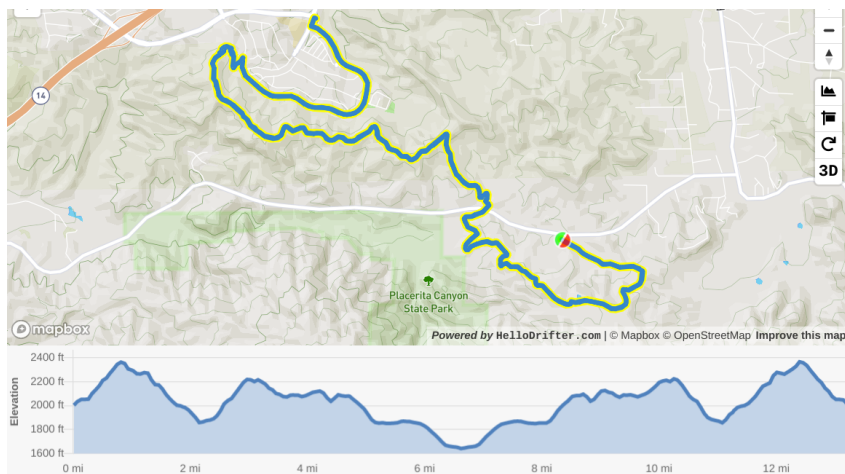 14
3D
Placerita Canyon
State Park
mapbox
Powered by HelloDrifter.com | © Mapbox © OpenStreetMap Improve this map
Elevation
2400 ft
2200 ft
2000 ft
1800 ft
1600 ft
0 mi 2 mi 4 mi 6 mi 8 mi 10 mi 12 mi